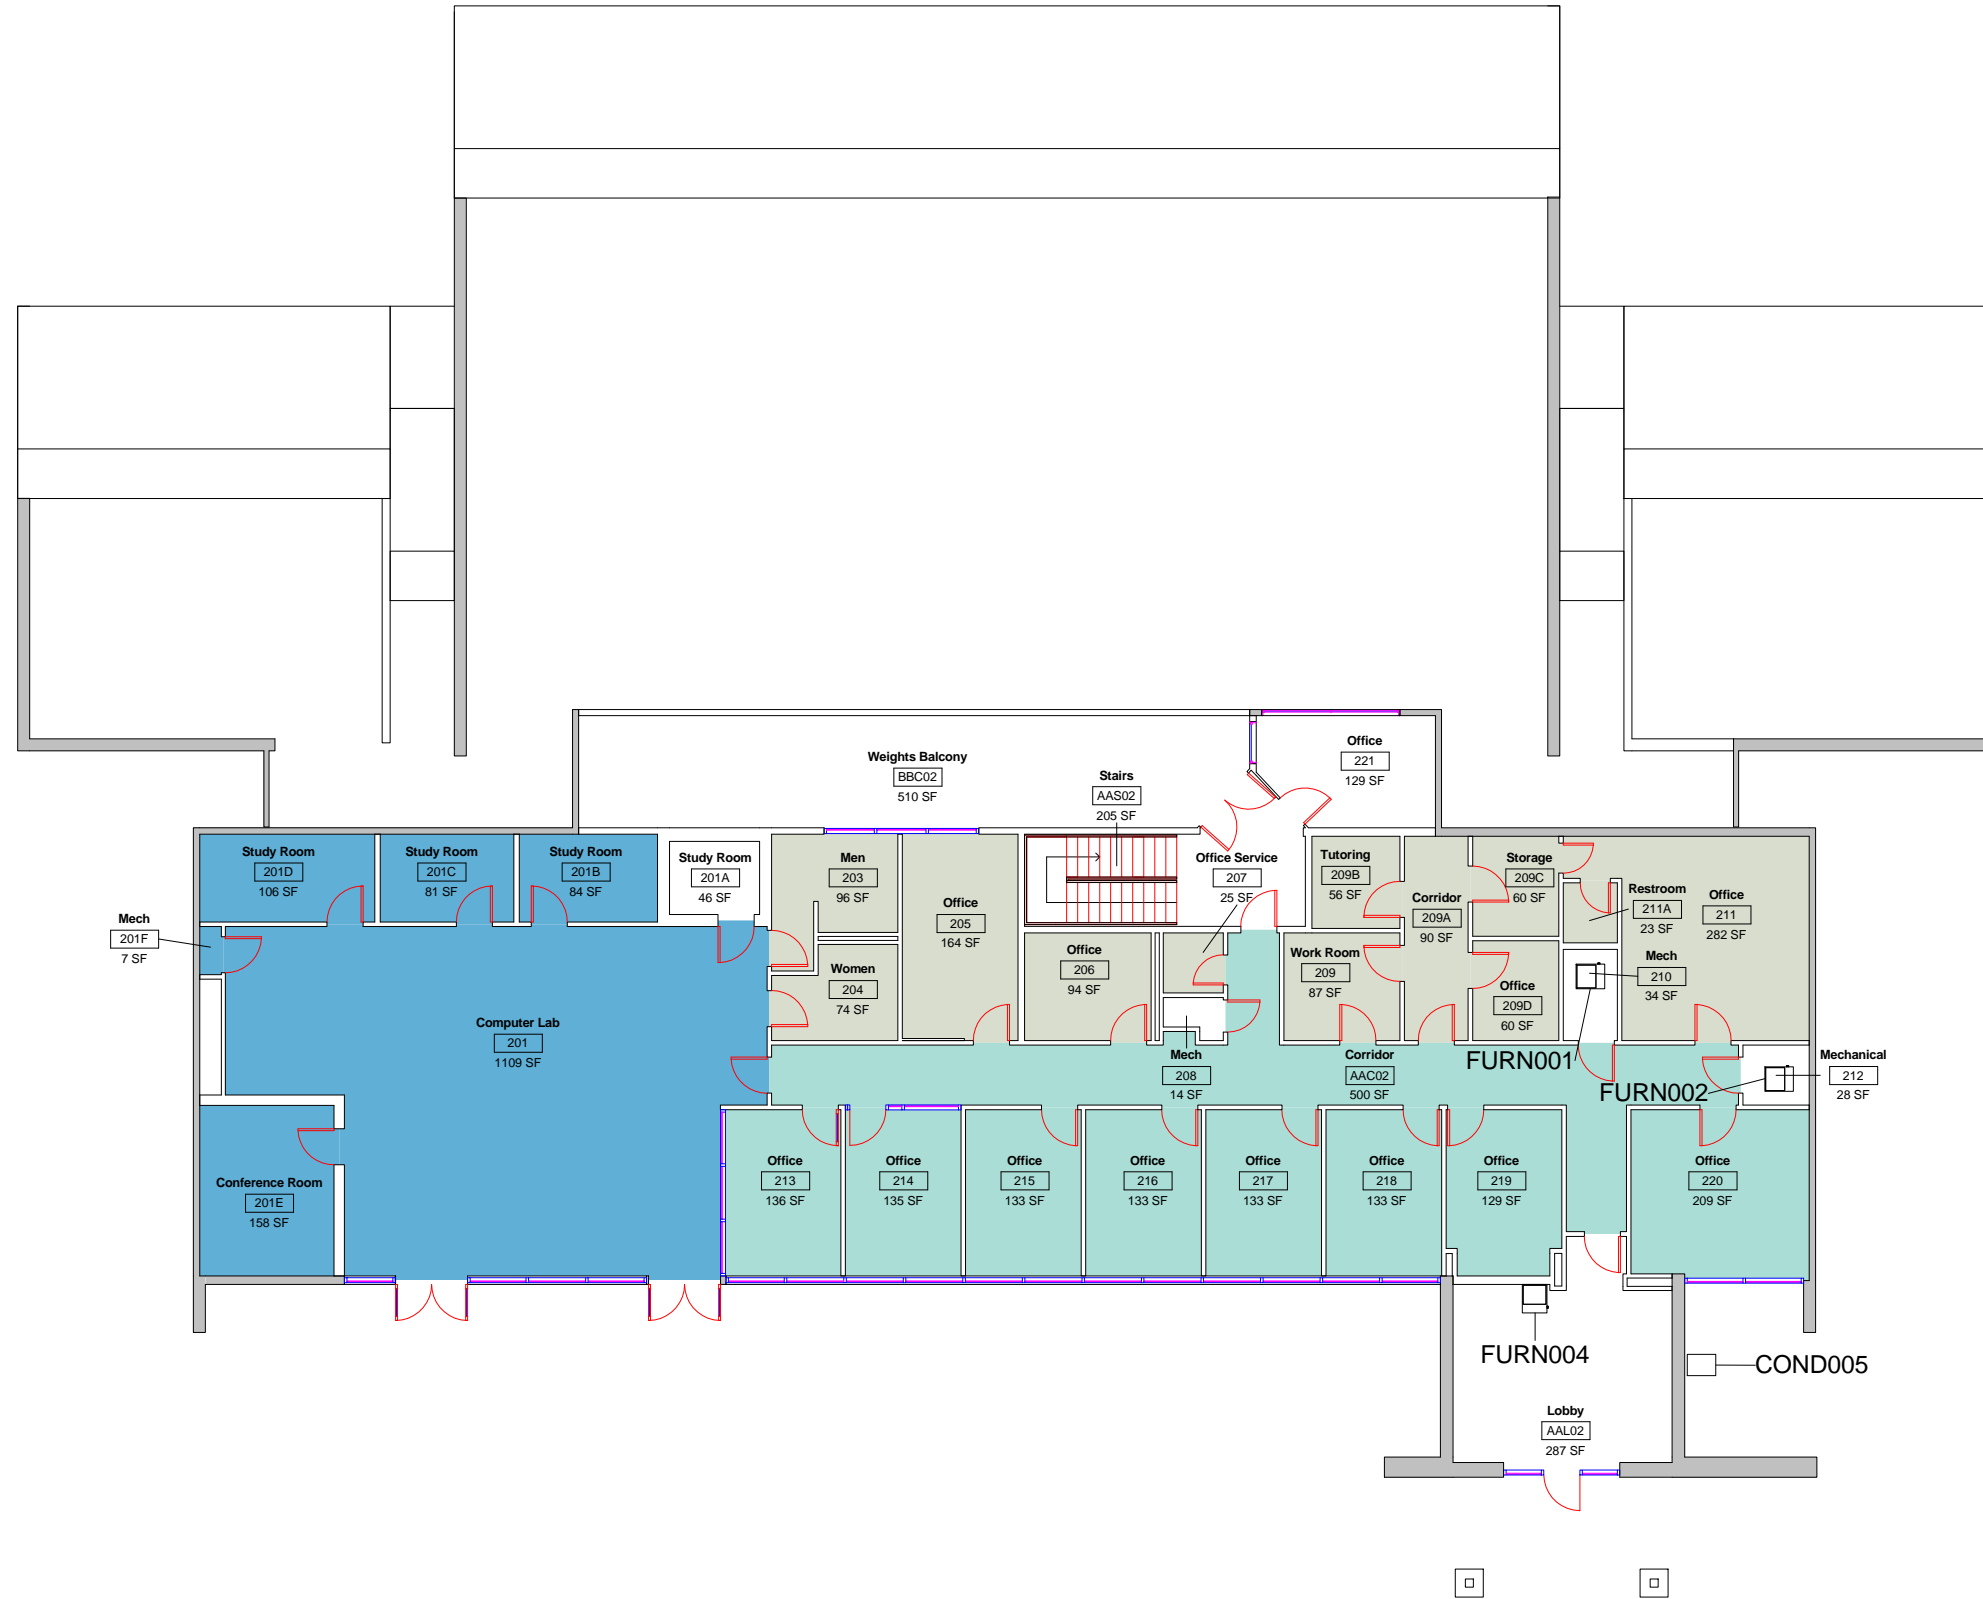 Weights Balcony
BBC02
510 SF
Office
221
129 SF
Stairs
AAS02
205 SF
Study Room
201D
106 SF
Study Room
201C
81 SF
Study Room
201B
84 SF
Study Room
201A
46 SF
Men
203
96 SF
Office
205
164 SF
Office Service
207
25 SF
Tutoring
209B
56 SF
Corridor
209A
90 SF
Storage
209C
60 SF
Restroom
211A
23 SF
Office
211
282 SF
Mech
201F
7 SF
Women
204
74 SF
Office
206
94 SF
Work Room
209
87 SF
Office
209D
60 SF
Mech
210
34 SF
Computer Lab
201
1109 SF
Mech
208
14 SF
Corridor
AAC02
500 SF
FURN001
FURN002
Mechanical
212
28 SF
Conference Room
201E
158 SF
Office
213
136 SF
Office
214
135 SF
Office
215
133 SF
Office
216
133 SF
Office
217
133 SF
Office
218
133 SF
Office
219
129 SF
Office
220
209 SF
FURN004
COND005
Lobby
AAL02
287 SF